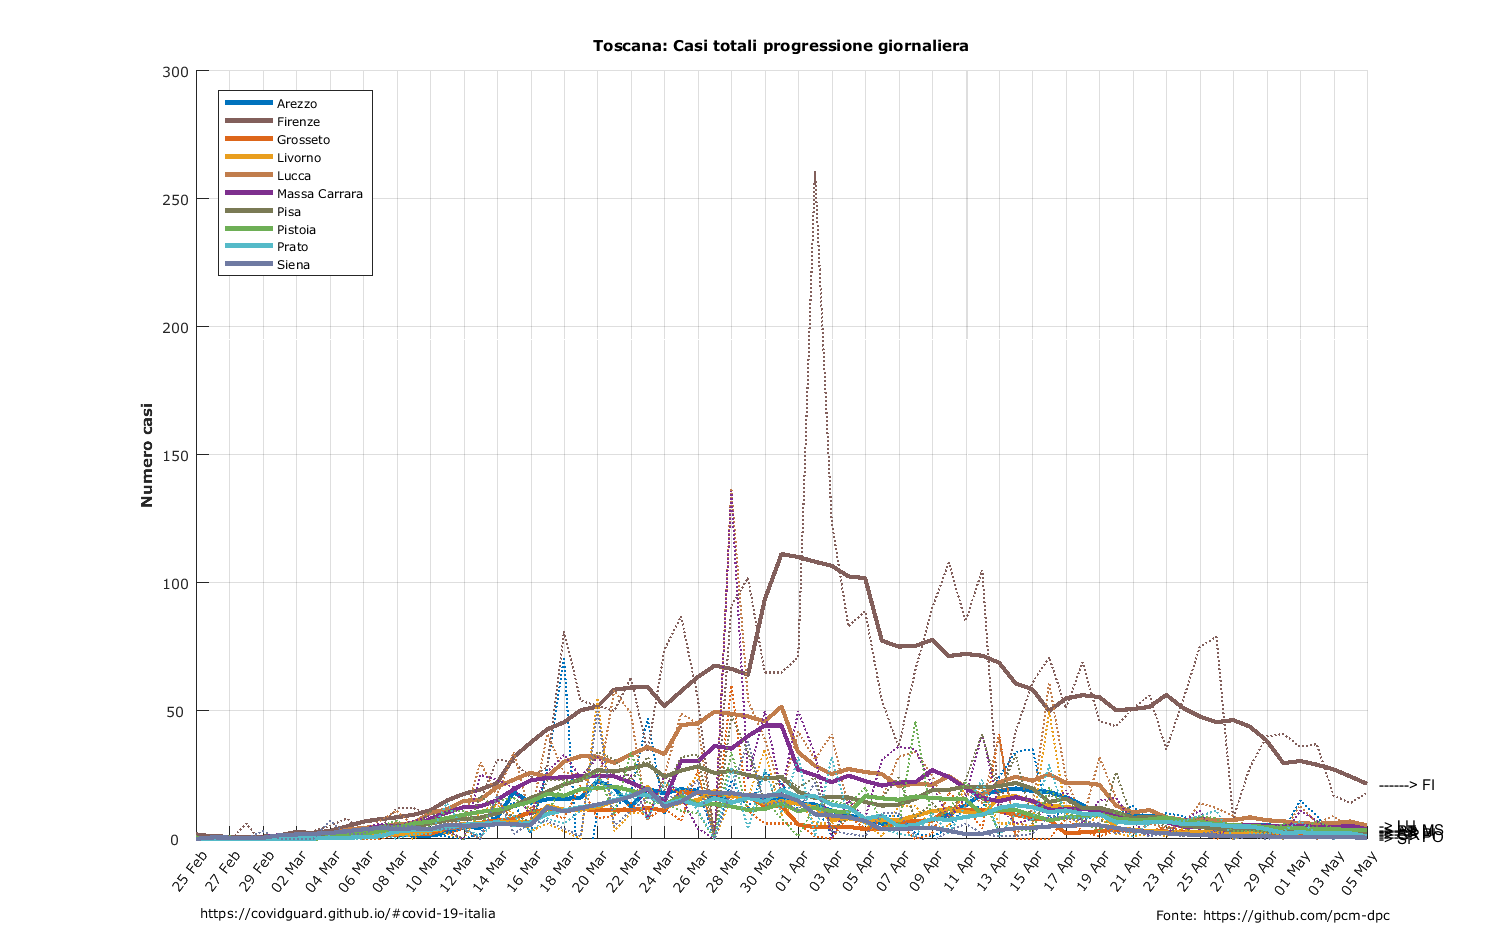 Toscana: Casi totali progressione giornaliera
Numero casi
300
250
200
150
100
50
0
Arezzo
Firenze
Grosseto
Livorno
Lucca
Massa Carrara
Pisa
Pistoia
Prato
Siena
-----> FI
25 Feb
27 Feb
29 Feb
02 Mar
04 Mar
06 Mar
08 Mar
10 Mar
12 Mar
14 Mar
16 Mar
18 Mar
20 Mar
22 Mar
24 Mar
26 Mar
28 Mar
30 Mar
01 Apr
03 Apr
05 Apr
07 Apr
09 Apr
11 Apr
13 Apr
15 Apr
17 Apr
19 Apr
21 Apr
23 Apr
25 Apr
27 Apr
29 Apr
01 May
03 May
05 May
https://covidguard.github.io/#covid-19-italia
Fonte: https://github.com/pcm-dpc